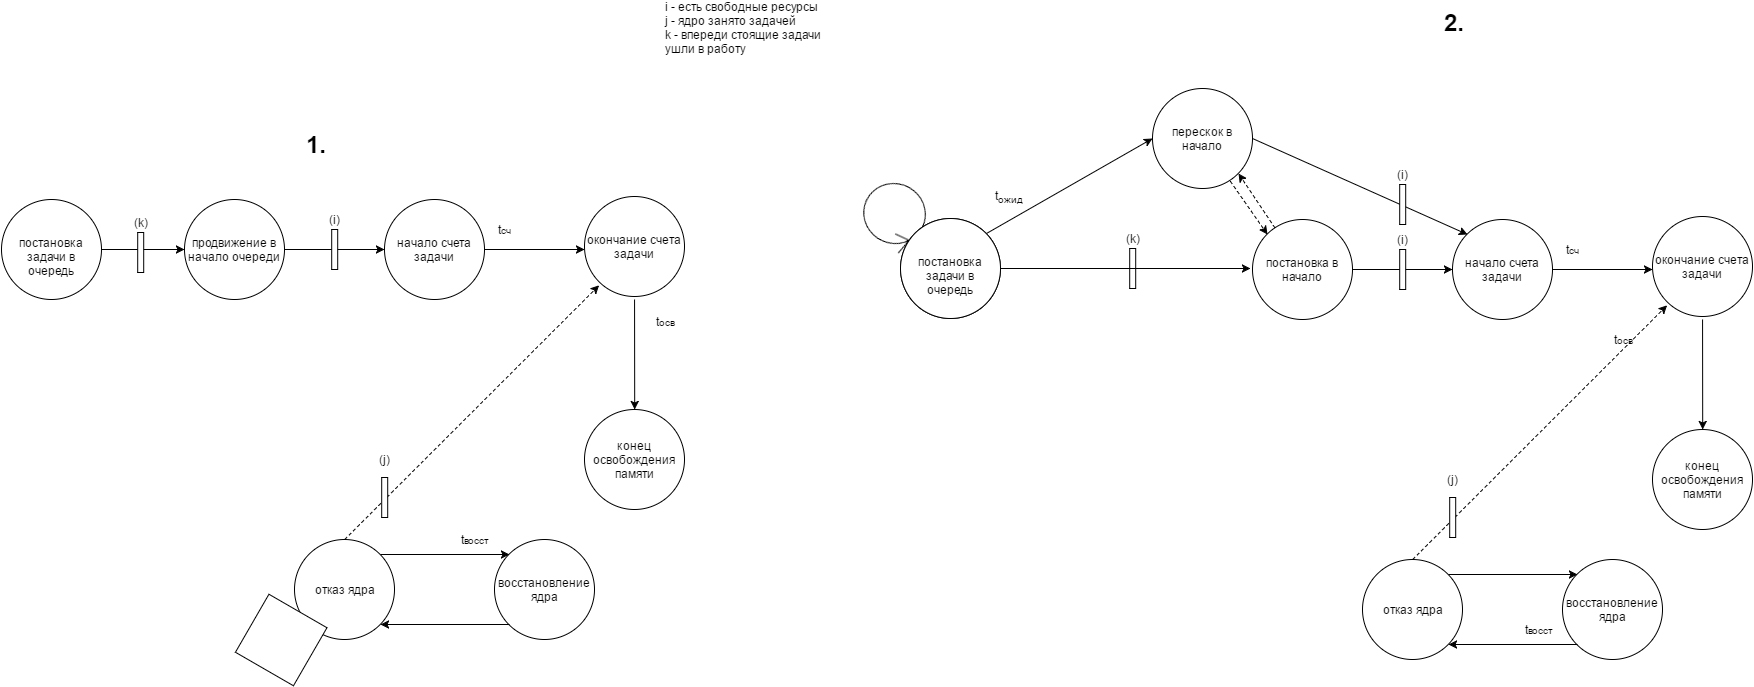 i - есть свободные ресурсы
j - ядро занято задачей
k - впереди стоящие задачи
ушли в работу
1.
постановка
задачи в
очередь
(k)
продвижение в
начало очереди
(i)
начало счета
задачи
tсч
окончание счета
задачи
tосв
конец
освобождения
памяти
(j)
отказ ядра
tвосст
восстановление
ядра
2.
постановка
задачи в
очередь
tожид
перескок в
начало
(k)
постановка в
начало
(i)
(i)
начало счета
задачи
tсч
окончание счета
задачи
tосв
конец
освобождения
памяти
(j)
отказ ядра
восстановление
ядра
tвосст